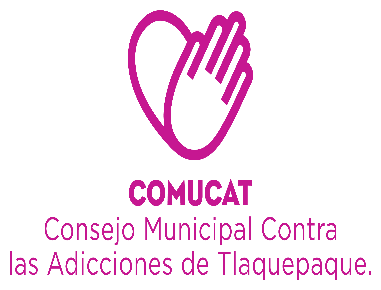 COMUCAT
Consejo Municipal Contra
las Adicciones de Tlaquepaque.